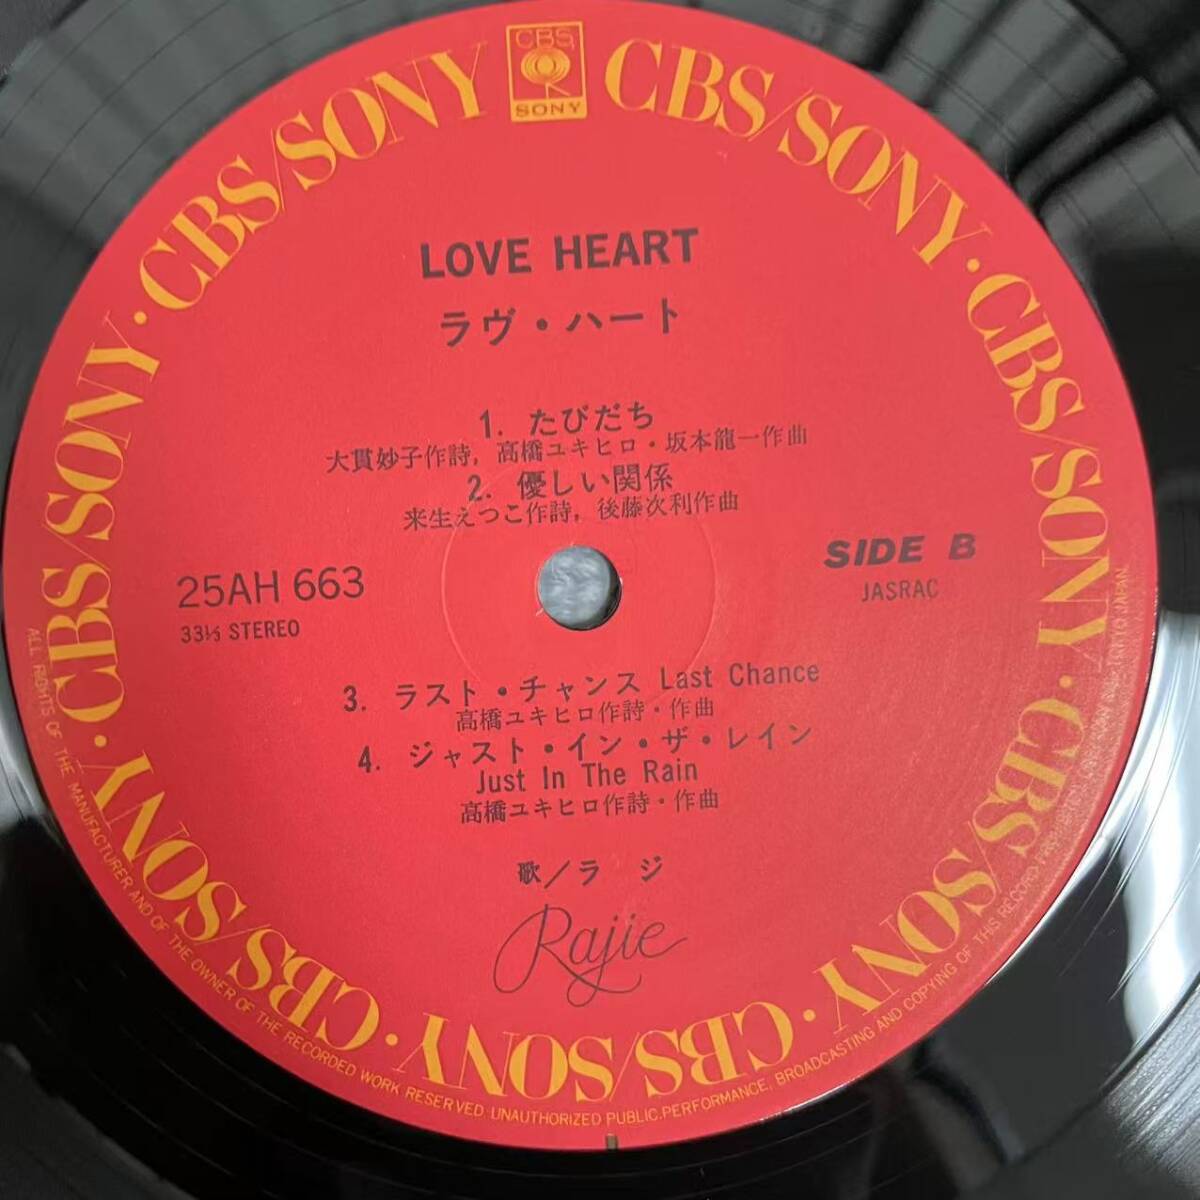 CBS
SONY
CBS/SONY · CBS/SONY · CBS/SONY · CBS/SONY · CBS/SONY · CBS/SONY · CBS/SONY · CBS/SONY · CBS/SONY
LOVE HEART
ラヴ・ハート
1. たびだち
大貫妙子作詩, 高橋ユキヒロ・坂本龍一作曲
2. 優しい関係
来生えつこ作詩, 後藤次利作曲
25AH 663
33⅓ STEREO
SIDE B
JASRAC
3. ラスト・チャンス Last Chance
高橋ユキヒロ作詩・作曲
4. ジャスト・イン・ザ・レイン
Just In The Rain
高橋ユキヒロ作詩・作曲
歌/ラジ
Rajie
ALL RIGHTS OF THE MANUFACTURER AND OF THE OWNER OF THE RECORDED WORK RESERVED. UNAUTHORIZED PUBLIC PERFORMANCE, BROADCASTING AND COPYING OF THIS RECORD PROHIBITED. TOKYO JAPAN.